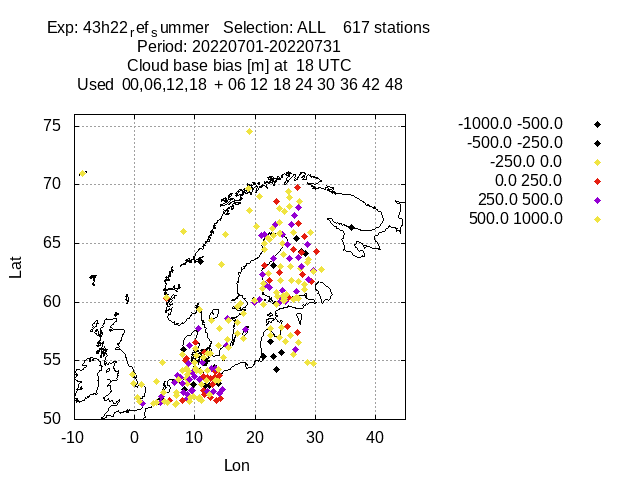 Exp: 43h22ref summer Selection: ALL 617 stations
Period: 20220701-20220731
Cloud base bias [m] at 18 UTC
Used 00,06,12,18 + 06 12 18 24 30 36 42 48
-1000.0 -500.0
-500.0 -250.0
-250.0 0.0
0.0 250.0
250.0 500.0
500.0 1000.0
75
70
65
60
55
50
Lat
-10 0 10 20 30 40
Lon